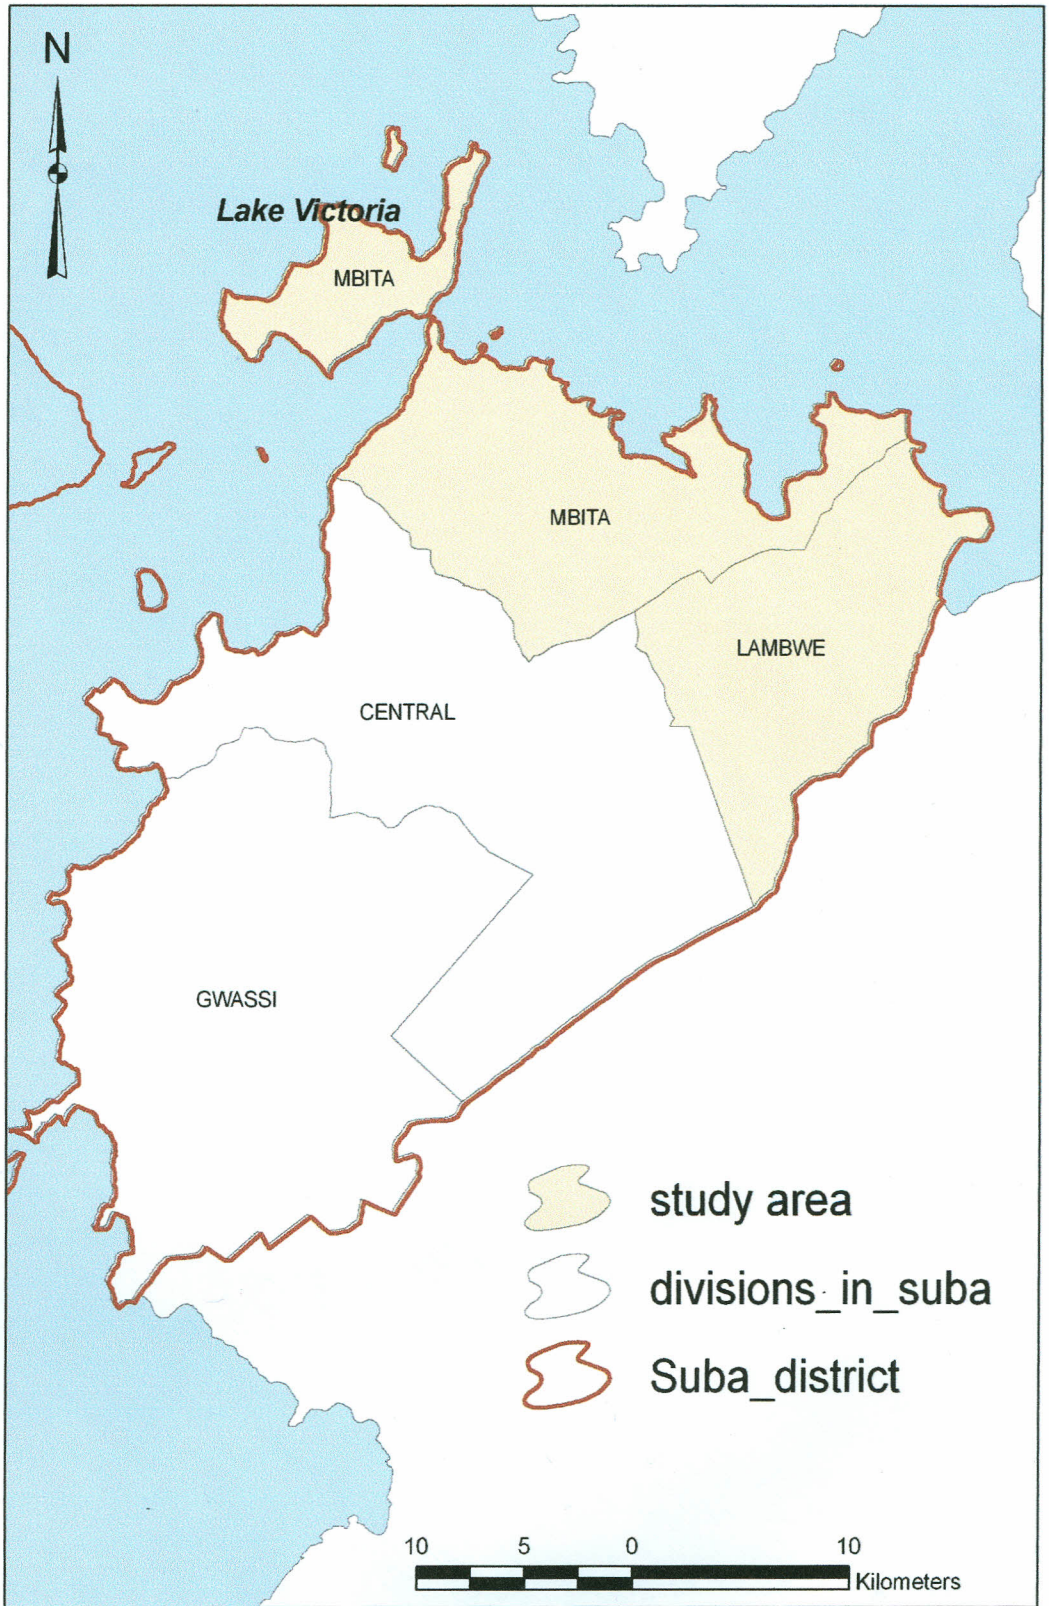 N
Lake Victoria
MBITA
MBITA
LAMBWE
CENTRAL
GWASSI
study area
divisions_in_suba
Suba_district
10 5 0 10
Kilometers